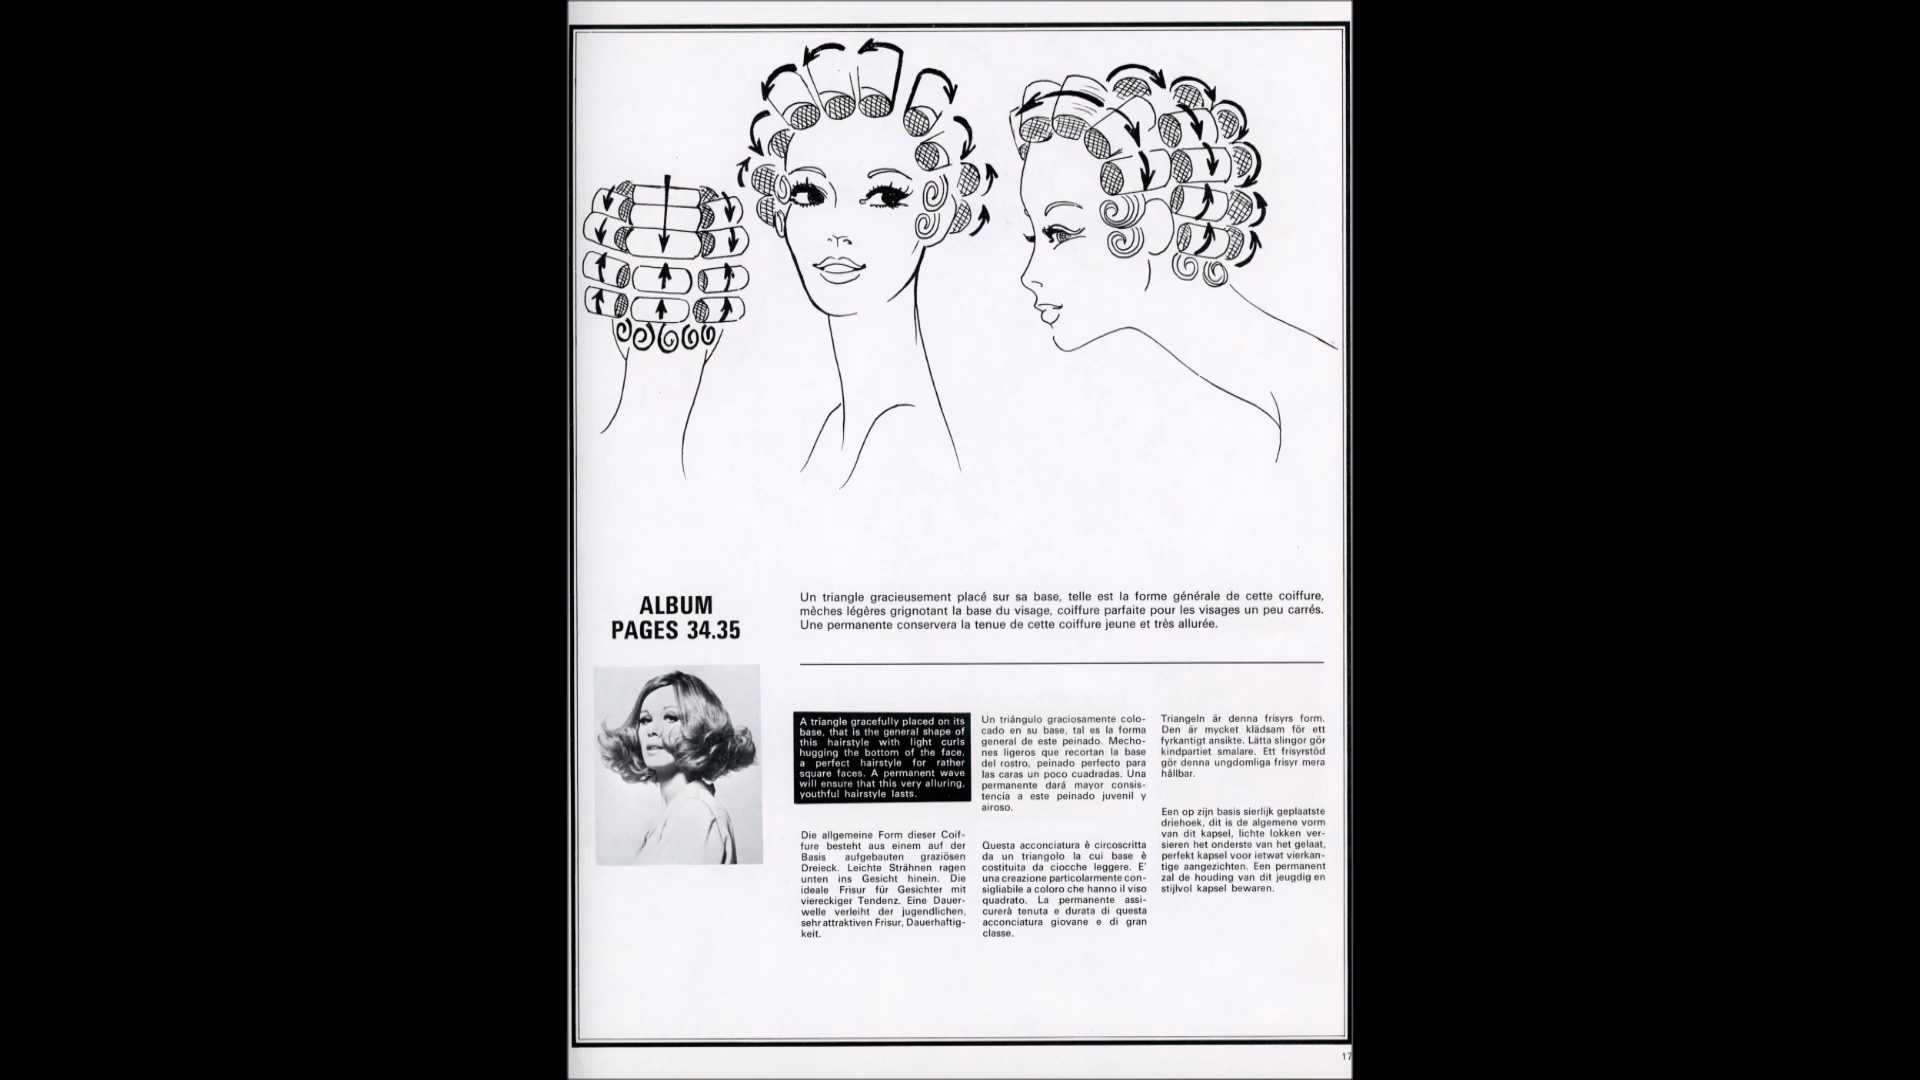 ALBUM
PAGES 34.35
Un triangle gracieusement placé sur sa base, telle est la forme générale de cette coiffure,
mèches légères grignotant la base du visage, coiffure parfaite pour les visages un peu carrés.
Une permanente conservera la tenue de cette coiffure jeune et très allurée.
A triangle gracefully placed on its
base, that is the general shape of
this hairstyle with light curls
hugging the bottom of the face,
a perfect hairstyle for rather
square faces. A permanent wave
will ensure that this very alluring,
youthful hairstyle lasts.
Die allgemeine Form dieser Coif-
fure besteht aus einem auf der
Basis aufgebauten graziösen
Dreieck. Leichte Strähnen ragen
unten ins Gesicht hinein. Die
ideale Frisur für Gesichter mit
viereckiger Tendenz. Eine Dauer-
welle verleiht der jugendlichen,
sehr attraktiven Frisur, Dauerhaftig-
keit.
Un triángulo graciosamente colo-
cado en su base, tal es la forma
general de este peinado. Mecho-
nes ligeros que recortan la base
del rostro, peinado perfecto para
las caras un poco cuadradas. Una
permanente dará mayor consis-
tencia a este peinado juvenil y
airoso.
Questa acconciatura è circoscritta
da un triangolo la cui base è
costituita da ciocche leggere. E'
una creazione particolarmente con-
sigliabile a coloro che hanno il viso
quadrato. La permanente assi-
curerà tenuta e durata di questa
acconciatura giovane e di gran
classe.
Triangeln är denna frisyrs form.
Den är mycket klädsam för ett
fyrkantigt ansikte. Lätta slingor gör
kindpartiet smalare. Ett frisyrstöd
gör denna ungdomliga frisyr mera
hållbar.
Een op zijn basis sierlijk geplaatste
driehoek, dit is de algemene vorm
van dit kapsel, lichte lokken ver-
sieren het onderste van het gelaat,
perfekt kapsel voor ietwat vierkan-
tige aangezichten. Een permanent
zal de houding van dit jeugdig en
stijlvol kapsel bewaren.
17